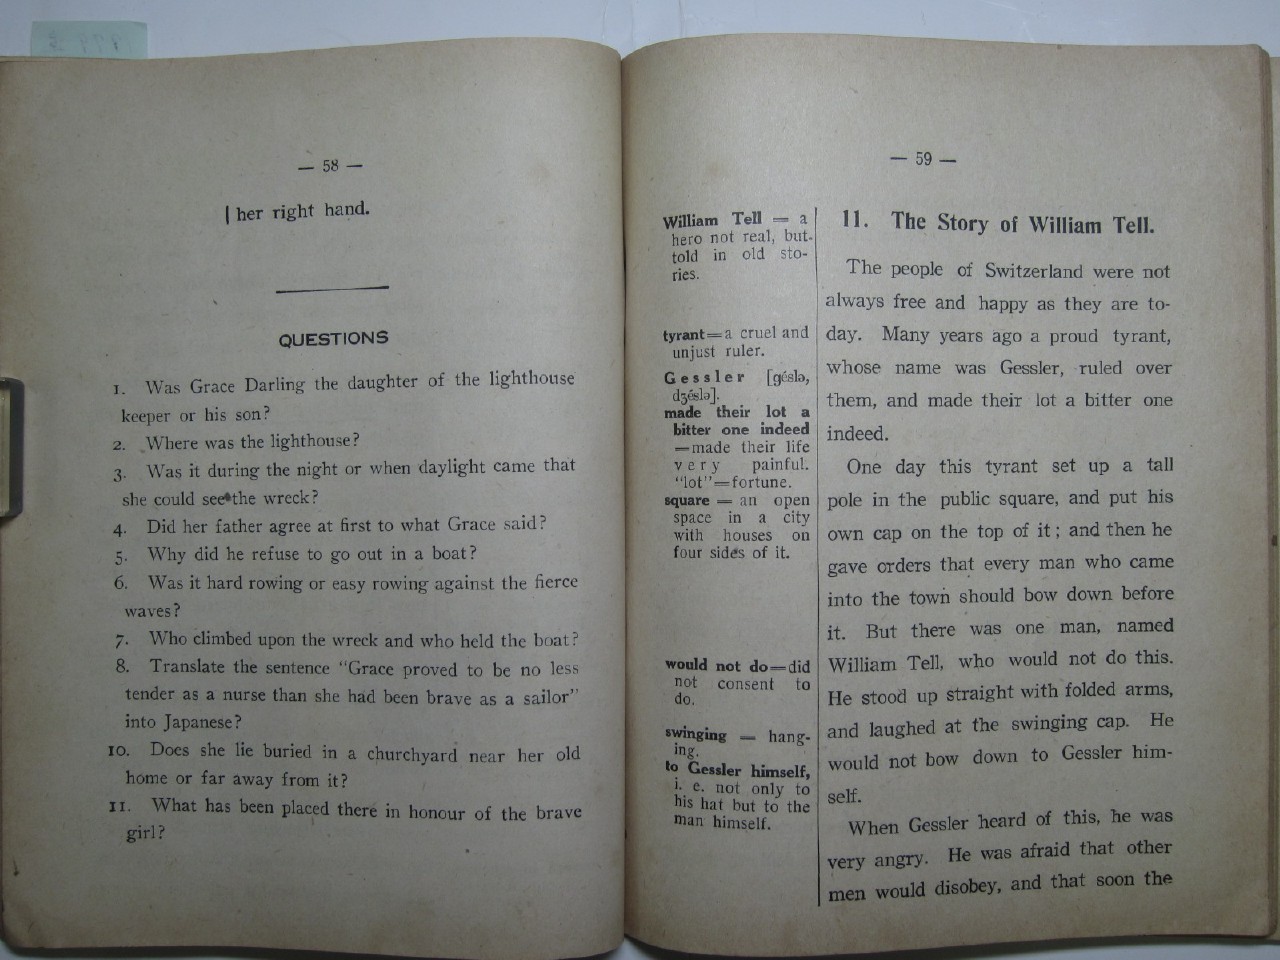 — 58 —
her right hand.
QUESTIONS
1. Was Grace Darling the daughter of the lighthouse
keeper or his son?
2. Where was the lighthouse?
3. Was it during the night or when daylight came that
she could see the wreck?
4. Did her father agree at first to what Grace said?
5. Why did he refuse to go out in a boat?
6. Was it hard rowing or easy rowing against the fierce
waves?
7. Who climbed upon the wreck and who held the boat?
8. Translate the sentence "Grace proved to be no less
tender as a nurse than she had been brave as a sailor"
into Japanese?
10. Does she lie buried in a churchyard near her old
home or far away from it?
11. What has been placed there in honour of the brave
girl?
— 59 —
William Tell = a
hero not real, but
told in old sto-
ries.
tyrant=a cruel and
unjust ruler.
Gessler [géslə,
dʒéslə].
made their lot a
bitter one indeed
=made their life
very painful.
"lot"=fortune.
square = an open
space in a city
with houses on
four sides of it.
would not do=did
not consent to
do.
swinging = hang-
ing.
to Gessler himself,
i. e. not only to
his hat but to the
man himself.
11. The Story of William Tell.
The people of Switzerland were not
always free and happy as they are to-
day. Many years ago a proud tyrant,
whose name was Gessler, ruled over
them, and made their lot a bitter one
indeed.
One day this tyrant set up a tall
pole in the public square, and put his
own cap on the top of it; and then he
gave orders that every man who came
into the town should bow down before
it. But there was one man, named
William Tell, who would not do this.
He stood up straight with folded arms,
and laughed at the swinging cap. He
would not bow down to Gessler him-
self.
When Gessler heard of this, he was
very angry. He was afraid that other
men would disobey, and that soon the